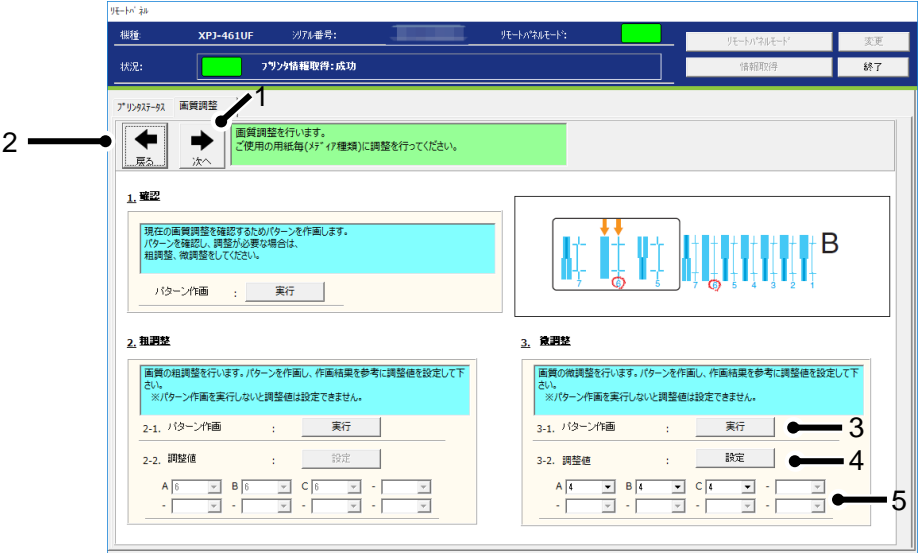 リモートパネル
機種:
XPJ-461UF
シリアル番号:
リモートパネルモード:
リモートパネルモード
変更
状況:
プリンタ情報取得:成功
情報取得
終了
プリンタステータス
画質調整
1
2
戻る
次へ
画質調整を行います。
ご使用の用紙毎(メディア種類)に調整を行ってください。
1. 確認
現在の画質調整を確認するためパターンを作画します。
パターンを確認し、調整が必要な場合は、
粗調整、微調整をしてください。
パターン作画 : 実行
B
7 6 5
7 6 5 4 3 2 1
2. 粗調整
画質の粗調整を行います。パターンを作画し、作画結果を参考に調整値を設定して下
さい。
※パターン作画を実行しないと調整値は設定できません。
2-1. パターン作画 : 実行
2-2. 調整値 : 設定
A 6 B 6 C 6 -
- - - -
3. 微調整
画質の微調整を行います。パターンを作画し、作画結果を参考に調整値を設定して下
さい。
※パターン作画を実行しないと調整値は設定できません。
3-1. パターン作画 : 実行
3
3-2. 調整値 : 設定
4
A 4 B 4 C 4 -
- - - -
5